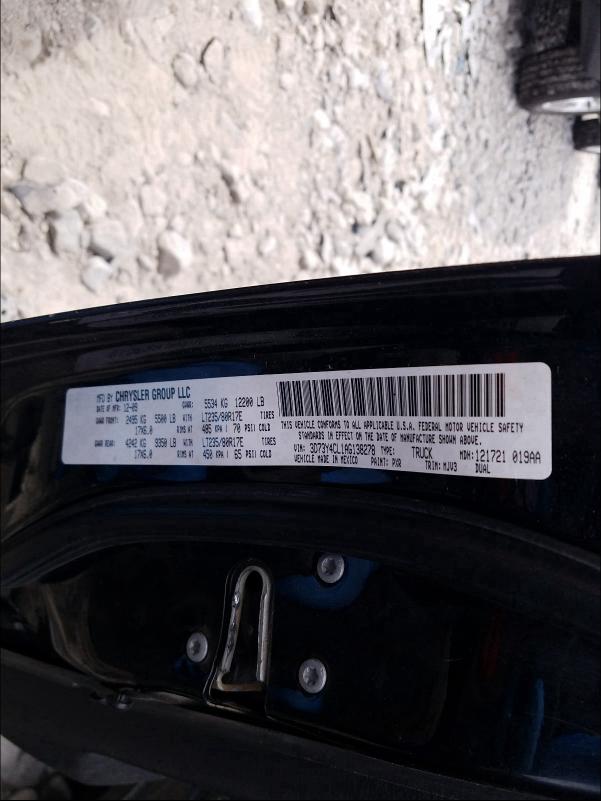 MFD BY CHRYSLER GROUP LLC
DATE OF MFR: 12-09 GVWR: 5534 KG 12200 LB
GAWR FRONT: 2495 KG 5500 LB WITH LT235/80R17E TIRES
17X6.0 RIMS AT 485 KPA/ 70 PSI COLD
GAWR REAR: 4242 KG 9350 LB WITH LT235/80R17E TIRES
17X6.0 RIMS AT 450 KPA/ 65 PSI COLD
THIS VEHICLE CONFORMS TO ALL APPLICABLE U.S.A. FEDERAL MOTOR VEHICLE SAFETY
STANDARDS IN EFFECT ON THE DATE OF MANUFACTURE SHOWN ABOVE.
VIN: 3D73Y4CL1AG138278 TYPE: TRUCK MDH: 121721 019AA
VEHICLE MADE IN MEXICO PAINT: PXR TRIM: MJV3 DUAL